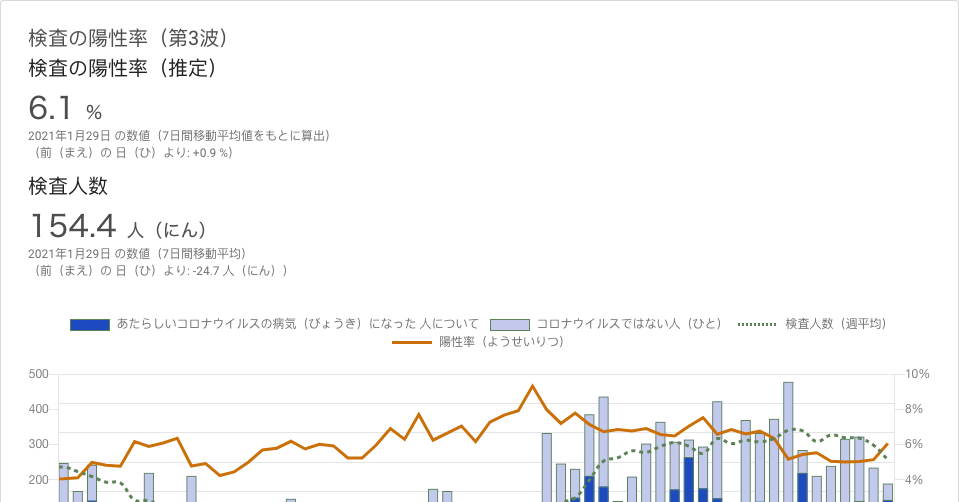 検査の陽性率（第3波）
検査の陽性率（推定）
6.1 %
2021年1月29日 の数値（7日間移動平均値をもとに算出）
（前（まえ）の 日（ひ）より: +0.9 %）
検査人数
154.4 人（にん）
2021年1月29日 の数値（7日間移動平均）
（前（まえ）の 日（ひ）より: -24.7 人（にん））
あたらしいコロナウイルスの病気（びょうき）になった 人について コロナウイルスではない人（ひと） 検査人数（週平均）
陽性率（ようせいりつ）
500 10%
400 8%
300 6%
200 4%